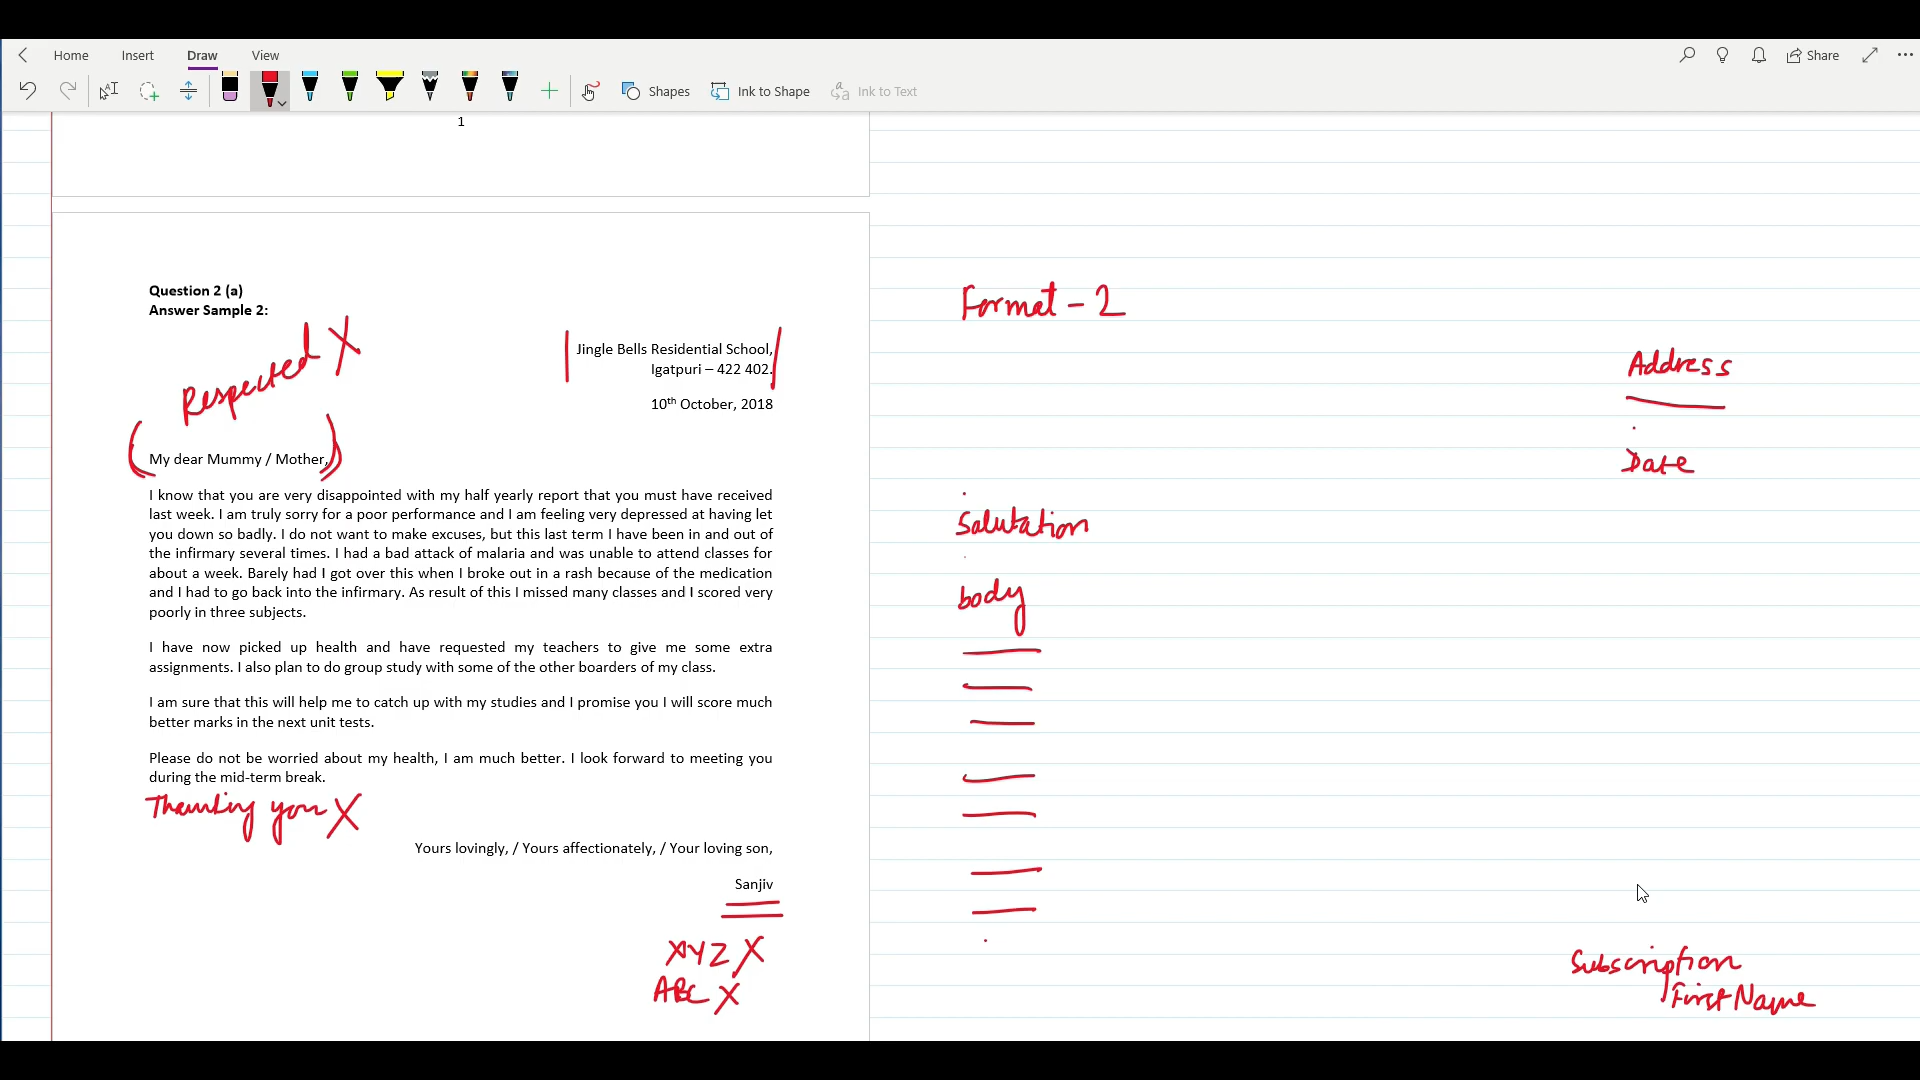 Home Insert Draw View Share
Shapes Ink to Shape Ink to Text
1
Question 2 (a)
Answer Sample 2:
Respected X
Jingle Bells Residential School,
Igatpuri – 422 402.
10th October, 2018
My dear Mummy / Mother,
I know that you are very disappointed with my half yearly report that you must have received
last week. I am truly sorry for a poor performance and I am feeling very depressed at having let
you down so badly. I do not want to make excuses, but this last term I have been in and out of
the infirmary several times. I had a bad attack of malaria and was unable to attend classes for
about a week. Barely had I got over this when I broke out in a rash because of the medication
and I had to go back into the infirmary. As result of this I missed many classes and I scored very
poorly in three subjects.
I have now picked up health and have requested my teachers to give me some extra
assignments. I also plan to do group study with some of the other boarders of my class.
I am sure that this will help me to catch up with my studies and I promise you I will score much
better marks in the next unit tests.
Please do not be worried about my health, I am much better. I look forward to meeting you
during the mid-term break.
Thanking you X
Yours lovingly, / Yours affectionately, / Your loving son,
Sanjiv
XYZ X
ABC X
Format - 2
Address
Date
Salutation
body
Subscription
First Name